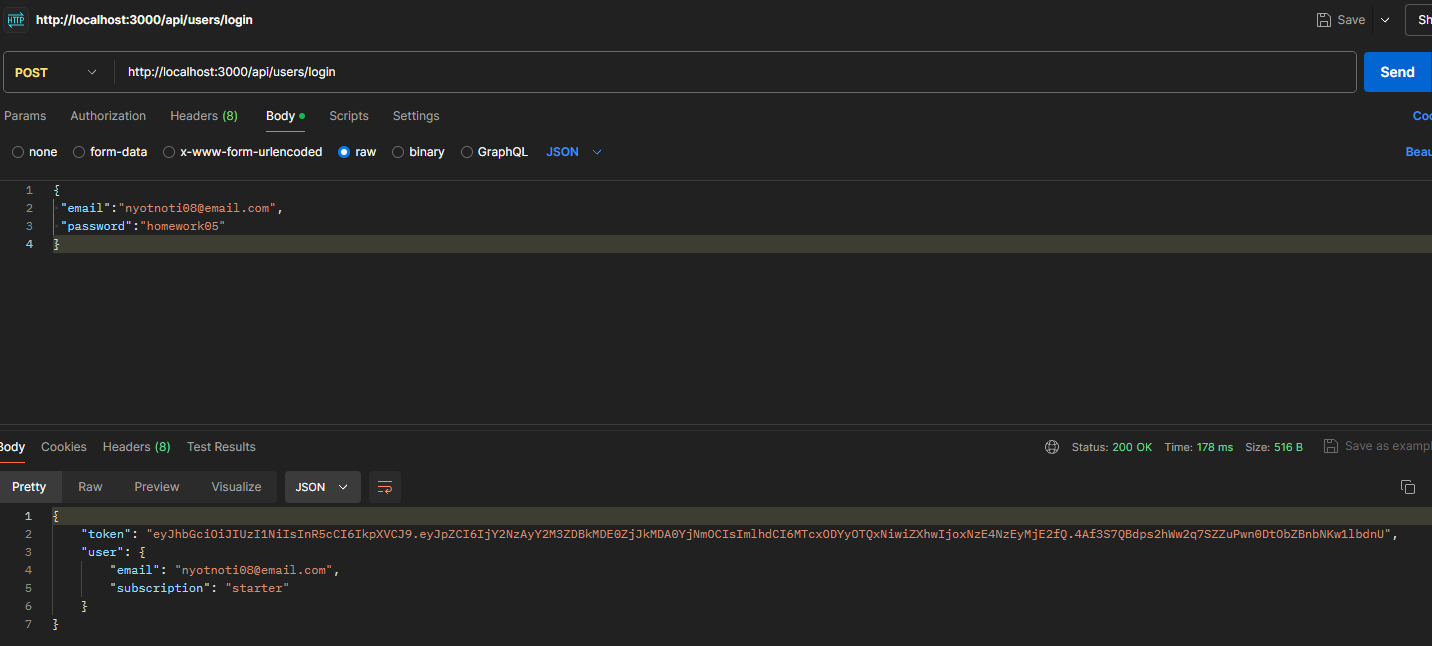 HTTP http://localhost:3000/api/users/login Save Sh
POST http://localhost:3000/api/users/login Send
Params Authorization Headers (8) Body Scripts Settings Coo
none form-data x-www-form-urlencoded raw binary GraphQL JSON Beau
1 {
2 "email":"nyotnoti08@email.com",
3 "password":"homework05"
4 }
Body Cookies Headers (8) Test Results Status: 200 OK Time: 178 ms Size: 516 B Save as exampl
Pretty Raw Preview Visualize JSON
1 {
2 "token": "eyJhbGciOiJIUzI1NiIsInR5cCI6IkpXVCJ9.eyJpZCI6IjY2NzAyY2M3ZDBkMDE0ZjJkMDA0YjNmOCIsImlhdCI6MTcxODYyOTQxNiwiZXhwIjoxNzE4NzEyMjE2fQ.4Af3S7QBdps2hWw2q7SZZuPwn0DtObZBnbNKw1lbdnU",
3 "user": {
4 "email": "nyotnoti08@email.com",
5 "subscription": "starter"
6 }
7 }